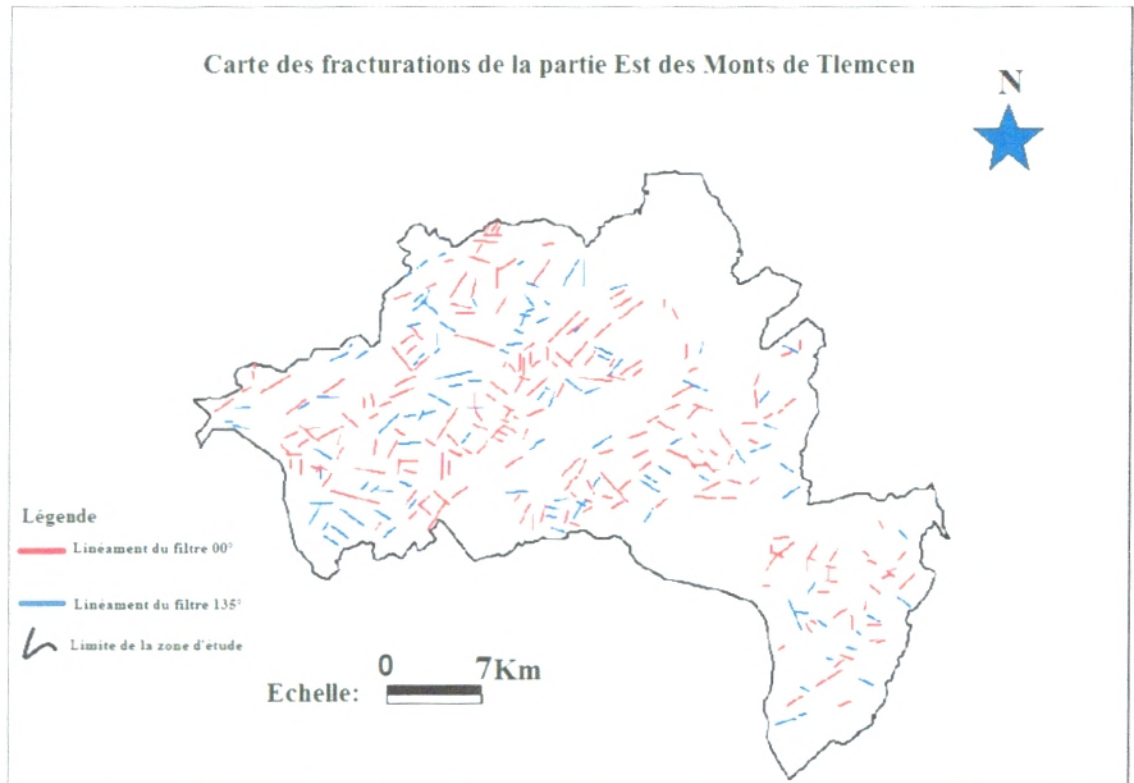 Carte des fracturations de la partie Est des Monts de Tlemcen
N
Légende
Linéament du filtre 00°
Linéament du filtre 135°
Limite de la zone d'étude
0 7Km
Echelle: